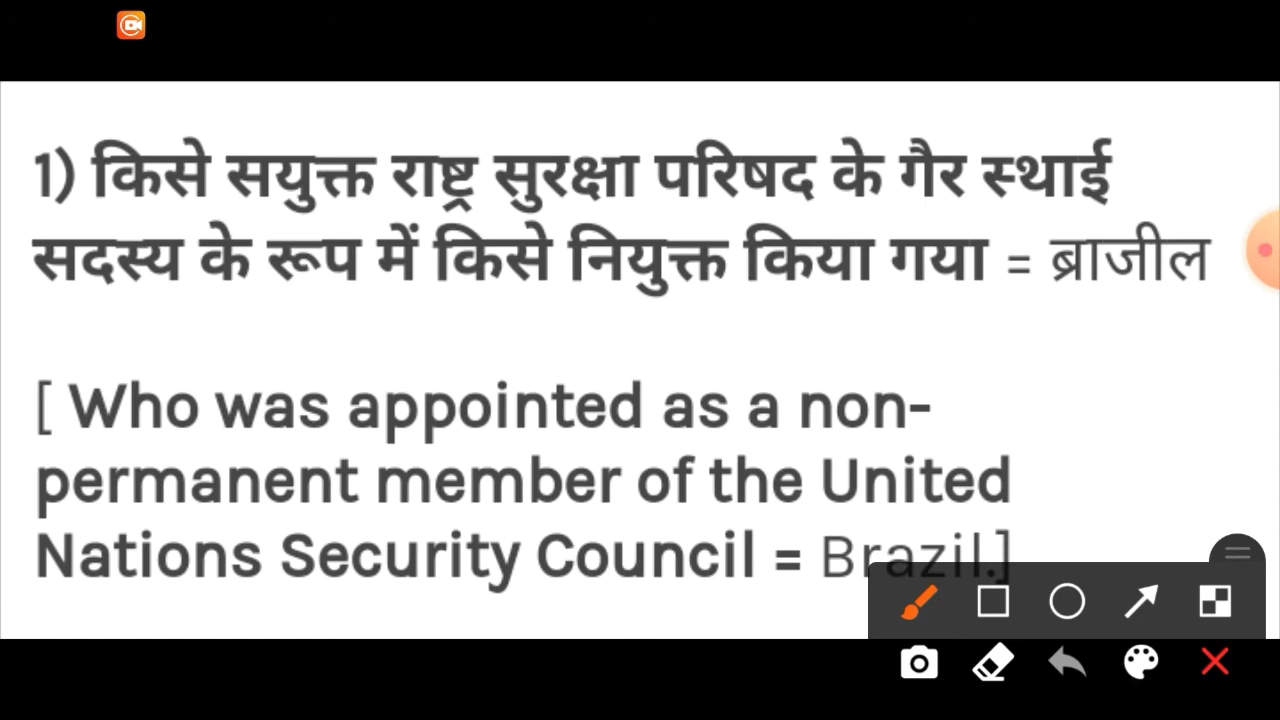 1) किसे सयुक्त राष्ट्र सुरक्षा परिषद के गैर स्थाई
सदस्य के रूप में किसे नियुक्त किया गया = ब्राजील
[ Who was appointed as a non-
permanent member of the United
Nations Security Council = Brazil.]